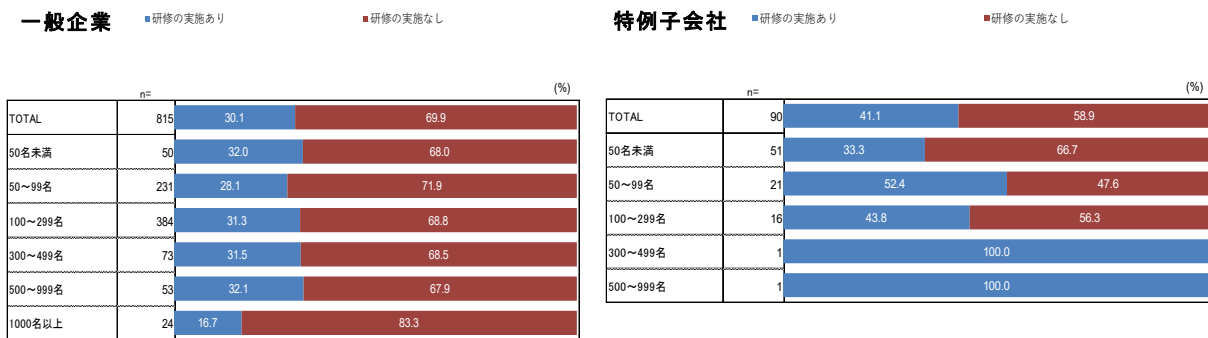 一般企業 ■研修の実施あり ■研修の実施なし
n= (%)
TOTAL 815 30.1 69.9
50名未満 50 32.0 68.0
50～99名 231 28.1 71.9
100～299名 384 31.3 68.8
300～499名 73 31.5 68.5
500～999名 53 32.1 67.9
1000名以上 24 16.7 83.3
特例子会社 ■研修の実施あり ■研修の実施なし
n= (%)
TOTAL 90 41.1 58.9
50名未満 51 33.3 66.7
50～99名 21 52.4 47.6
100～299名 16 43.8 56.3
300～499名 1 100.0
500～999名 1 100.0